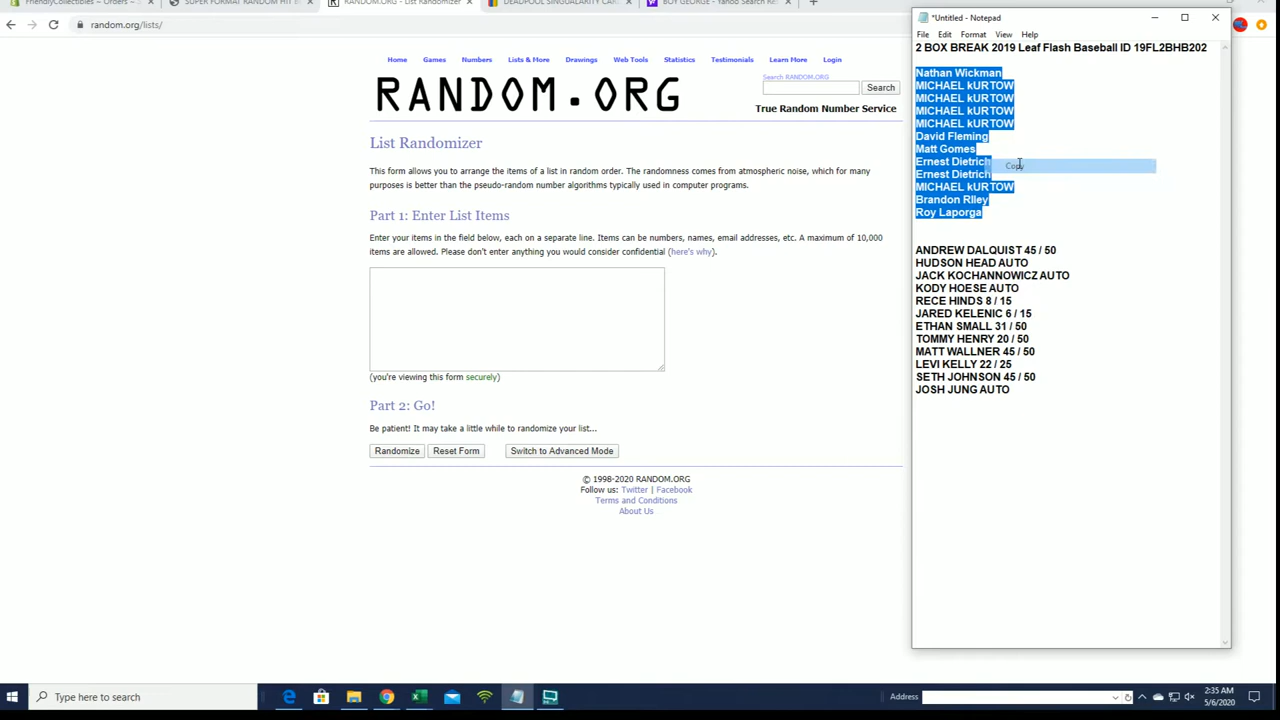 FriendlyCollectibles – Orders –
SUPER FORMAT RANDOM HIT B
RANDOM.ORG - List Randomizer
DEADPOOL SINGUALARITY CAR
BOY GEORGE - Yahoo Search Re
random.org/lists/
Home Games Numbers Lists & More Drawings Web Tools Statistics Testimonials Learn More Login
RANDOM.ORG
Search RANDOM.ORG
Search
True Random Number Service
List Randomizer
This form allows you to arrange the items of a list in random order. The randomness comes from atmospheric noise, which for many
purposes is better than the pseudo-random number algorithms typically used in computer programs.
Part 1: Enter List Items
Enter your items in the field below, each on a separate line. Items can be numbers, names, email addresses, etc. A maximum of 10,000
items are allowed. Please don't enter anything you would consider confidential (here's why).
(you're viewing this form securely)
Part 2: Go!
Be patient! It may take a little while to randomize your list...
Randomize Reset Form Switch to Advanced Mode
© 1998-2020 RANDOM.ORG
Follow us: Twitter | Facebook
Terms and Conditions
About Us
*Untitled - Notepad
File Edit Format View Help
2 BOX BREAK 2019 Leaf Flash Baseball ID 19FL2BHB202
Nathan Wickman
MICHAEL kURTOW
MICHAEL kURTOW
MICHAEL kURTOW
MICHAEL kURTOW
David Fleming
Matt Gomes
Ernest Dietrich
Copy
Ernest Dietrich
MICHAEL kURTOW
Brandon RIley
Roy Laporga
ANDREW DALQUIST 45 / 50
HUDSON HEAD AUTO
JACK KOCHANNOWICZ AUTO
KODY HOESE AUTO
RECE HINDS 8 / 15
JARED KELENIC 6 / 15
ETHAN SMALL 31 / 50
TOMMY HENRY 20 / 50
MATT WALLNER 45 / 50
LEVI KELLY 22 / 25
SETH JOHNSON 45 / 50
JOSH JUNG AUTO
Type here to search
Address
2:35 AM
5/6/2020